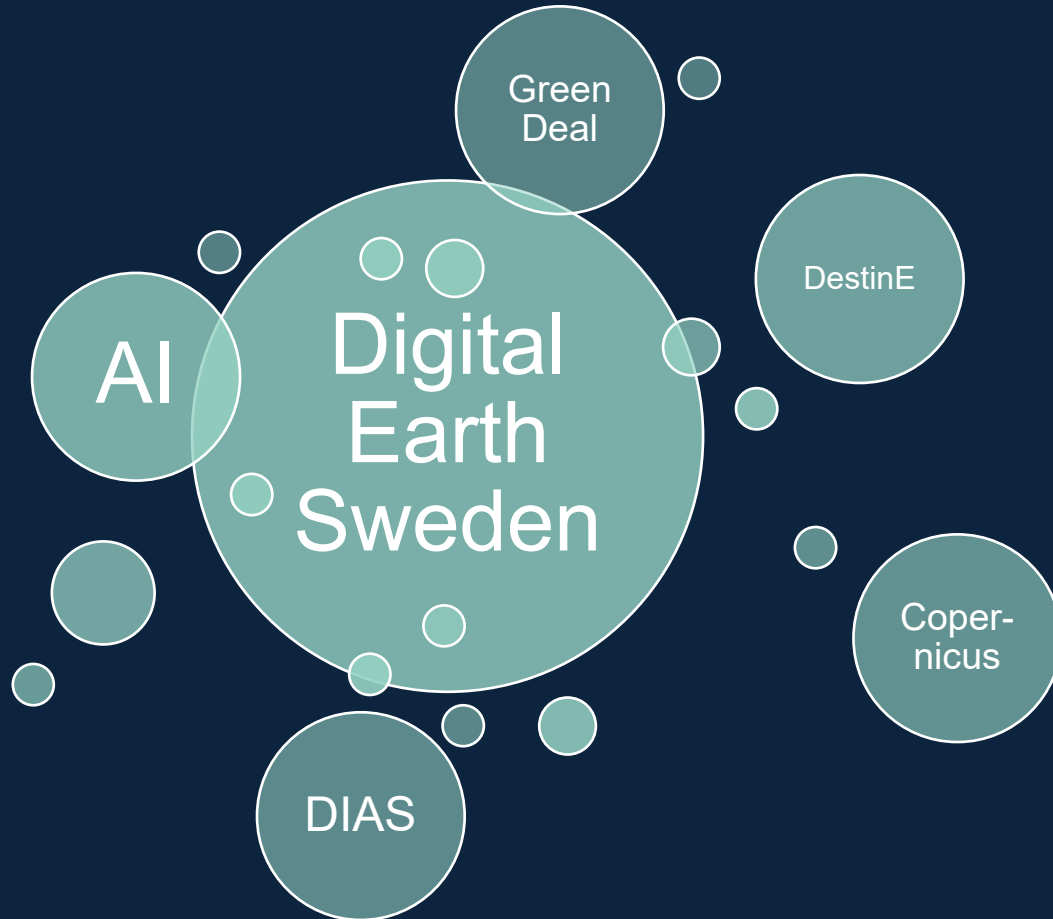 Green
Deal
DestinE
AI
Digital
Earth
Sweden
Coper-
nicus
DIAS